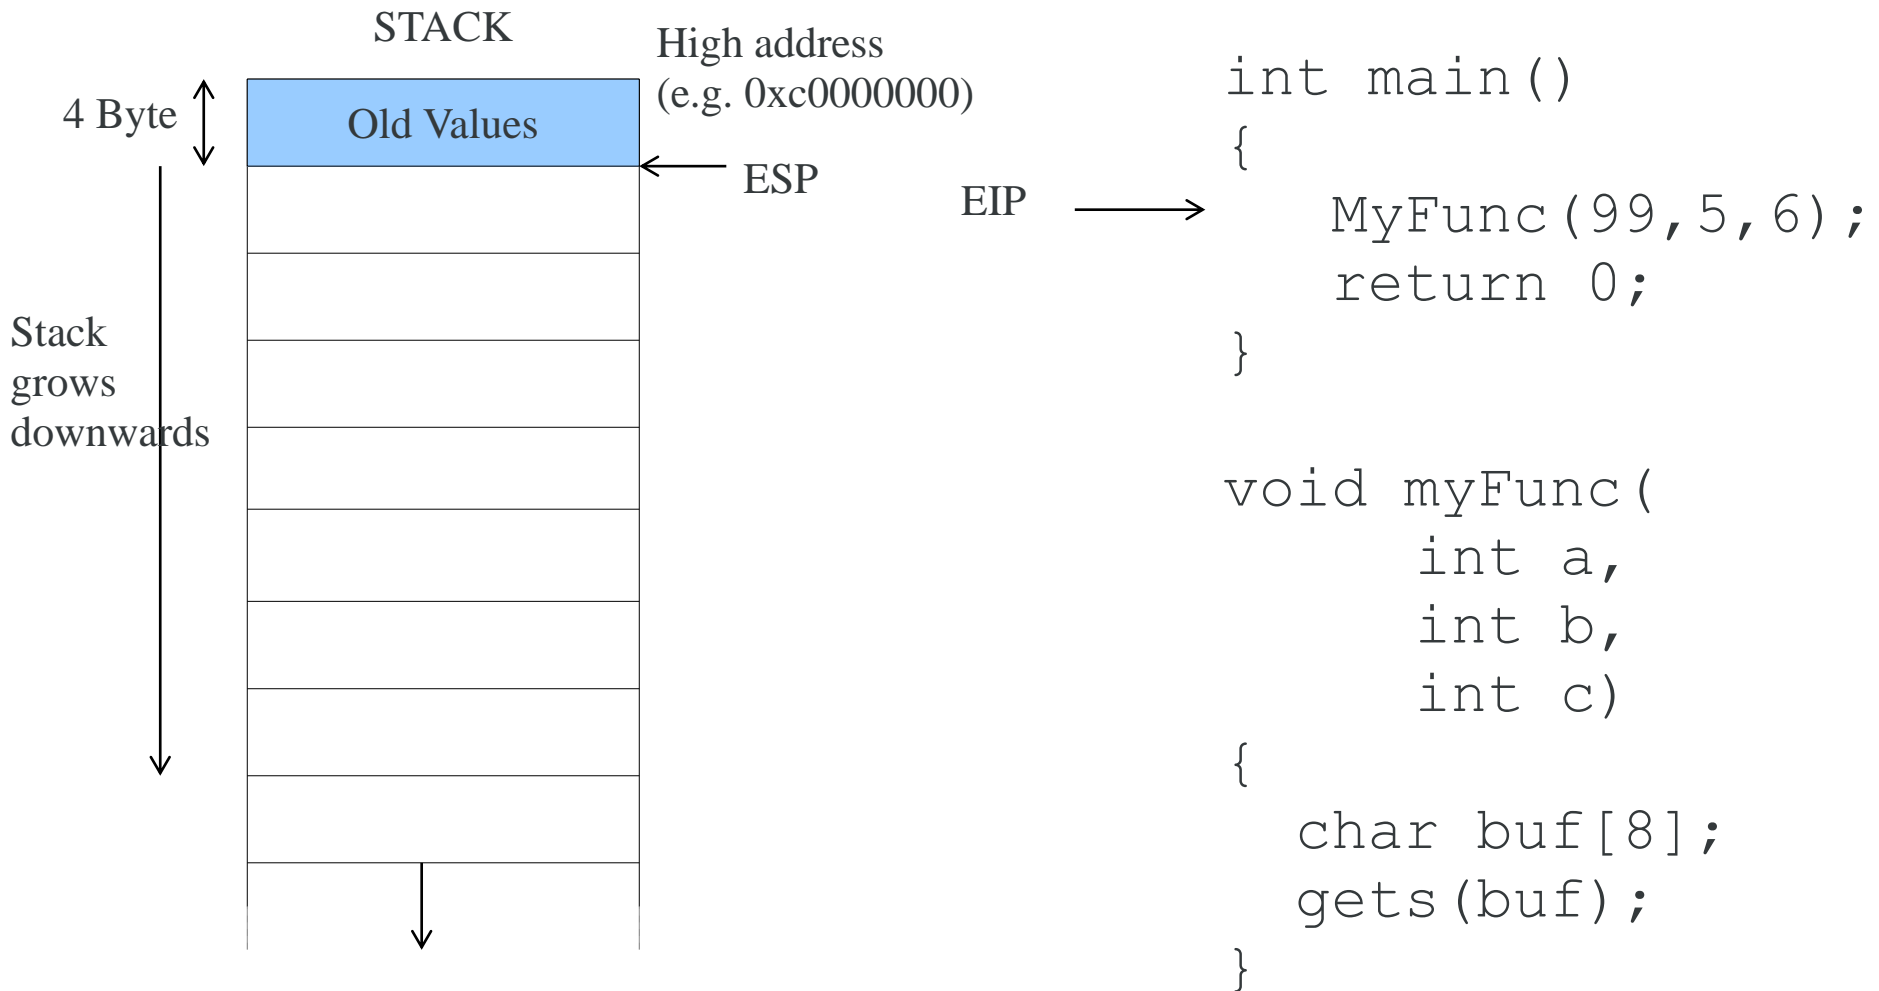 STACK
High address
(e.g. 0xc0000000)
4 Byte
Old Values
ESP
EIP
Stack
grows
downwards
int main()
{
MyFunc(99,5,6);
return 0;
}
void myFunc(
int a,
int b,
int c)
{
char buf[8];
gets(buf);
}